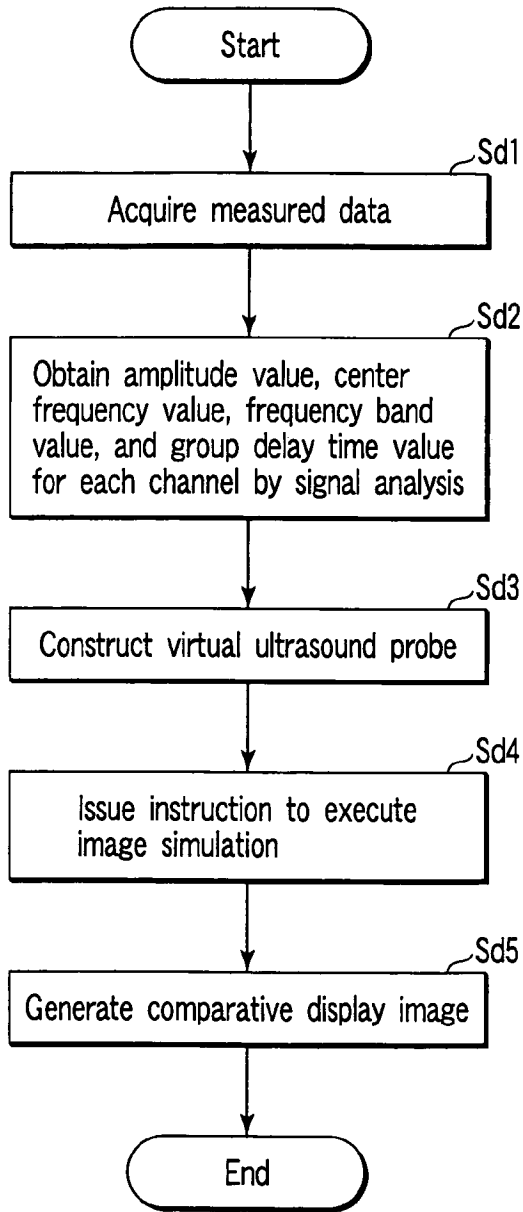 Start
Sd1
Acquire measured data
Sd2
Obtain amplitude value, center
frequency value, frequency band
value, and group delay time value
for each channel by signal analysis
Sd3
Construct virtual ultrasound probe
Sd4
Issue instruction to execute
image simulation
Sd5
Generate comparative display image
End